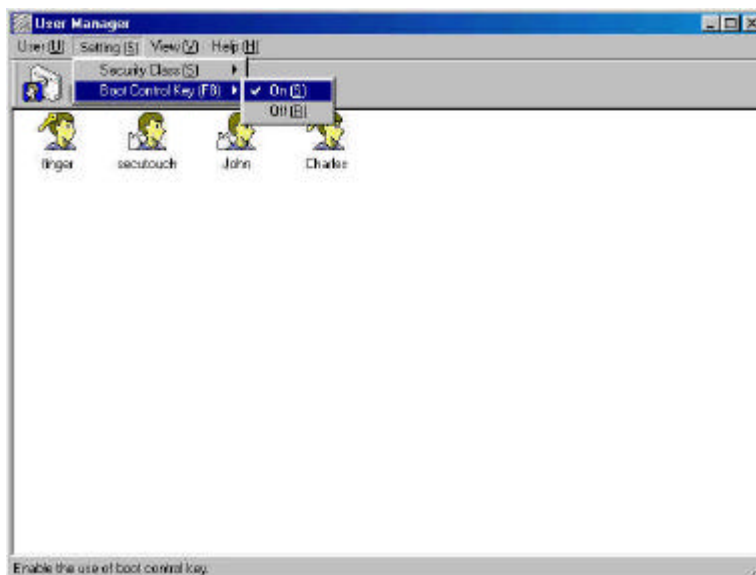 User Manager
User(U) Setting(S) View(V) Help(H)
Security Class(S)
Boot Control Key(F8) On(S)
Off(R)
finger secutouch John Charles
Enable the use of boot control key.